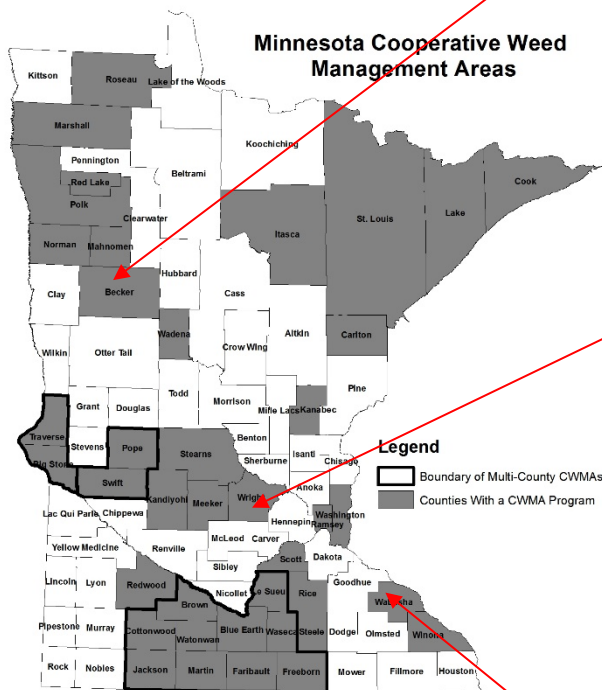 Minnesota Cooperative Weed
Management Areas
Kittson
Roseau
Lake of the Woods
Marshall
Koochiching
Pennington
Beltrami
Red Lake
Polk
Cook
Clearwater
Itasca
St. Louis
Lake
Norman
Mahnomen
Hubbard
Clay
Becker
Cass
Wadena
Aitkin
Carlton
Crow Wing
Wilkin
Otter Tail
Todd
Pine
Grant
Douglas
Morrison
Mille Lacs
Kanabec
Traverse
Stevens
Pope
Benton
Stearns
Isanti
Legend
Sherburne
Chisago
Big Stone
Boundary of Multi-County CWMAs
Swift
Anoka
Kandiyohi
Meeker
Wright
Counties With a CWMA Program
Lac Qui Parle
Chippewa
Washington
Hennepin
Ramsey
McLeod
Carver
Yellow Medicine
Renville
Scott
Dakota
Sibley
Goodhue
Lincoln
Lyon
Redwood
Nicollet
Le Sueur
Rice
Wabasha
Brown
Pipestone
Murray
Cottonwood
Watonwan
Blue Earth
Waseca
Steele
Dodge
Olmsted
Winona
Rock
Nobles
Jackson
Martin
Faribault
Freeborn
Mower
Fillmore
Houston